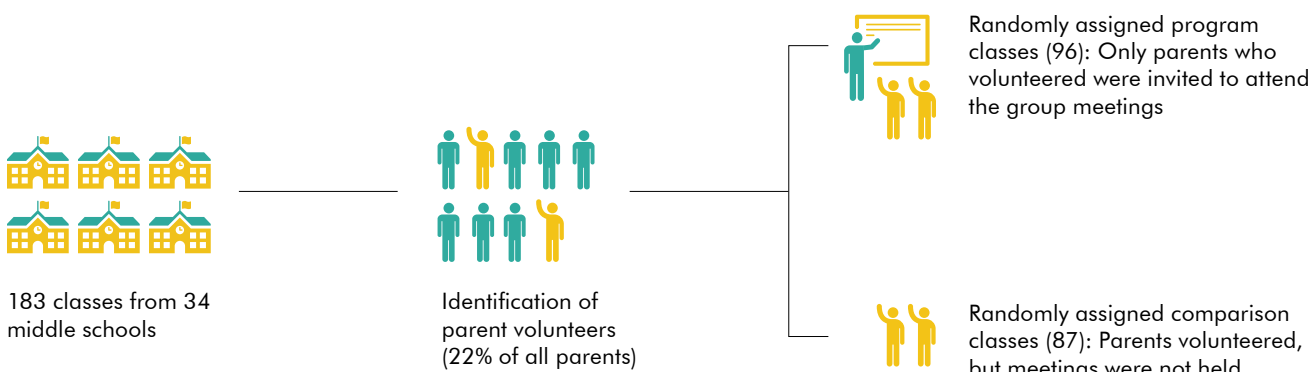 183 classes from 34
middle schools
Identification of
parent volunteers
(22% of all parents)
Randomly assigned program
classes (96): Only parents who
volunteered were invited to attend
the group meetings
Randomly assigned comparison
classes (87): Parents volunteered,
but meetings were not held